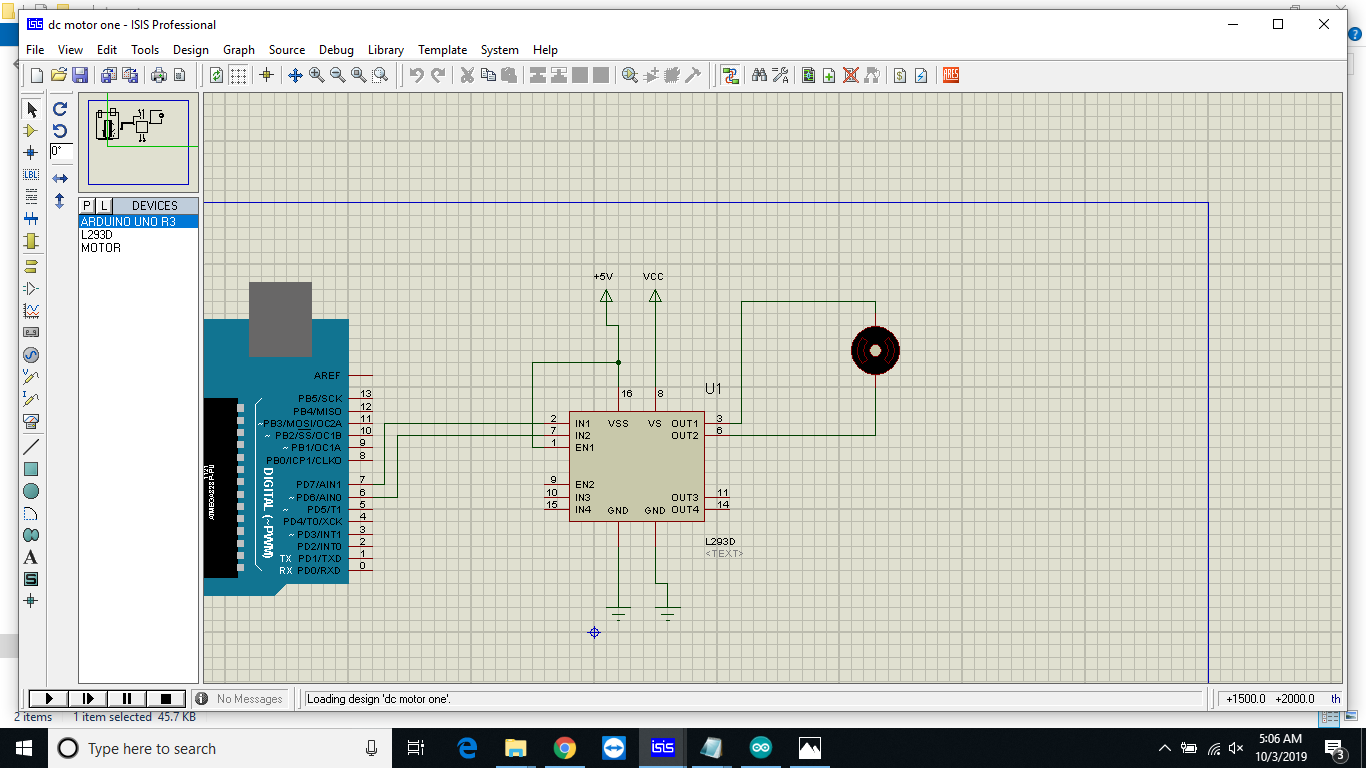 dc motor one - ISIS Professional
File View Edit Tools Design Graph Source Debug Library Template System Help
LBL
ARES
0°
P L DEVICES
ARDUINO UNO R3
L293D
MOTOR
A
S
+5V VCC
AREF
PB5/SCK 13
PB4/MISO 12
~PB3/MOSI/OC2A 11
~ PB2/SS/OC1B 10
~ PB1/OC1A 9
PB0/ICP1/CLKO 8
PD7/AIN1 7
~ PD6/AIN0 6
~ PD5/T1 5
PD4/T0/XCK 4
~ PD3/INT1 3
PD2/INT0 2
TX PD1/TXD 1
RX PD0/RXD 0
DIGITAL (~PWM)
16 8 U1
2 IN1 VSS VS OUT1 3
7 IN2 OUT2 6
1 EN1
9 EN2
10 IN3 OUT3 11
15 IN4 GND GND OUT4 14
L293D
<TEXT>
No Messages Loading design 'dc motor one'. +1500.0 +2000.0 th
2 items 1 item selected 45.7 KB
Type here to search
isis
5:06 AM
10/3/2019
3